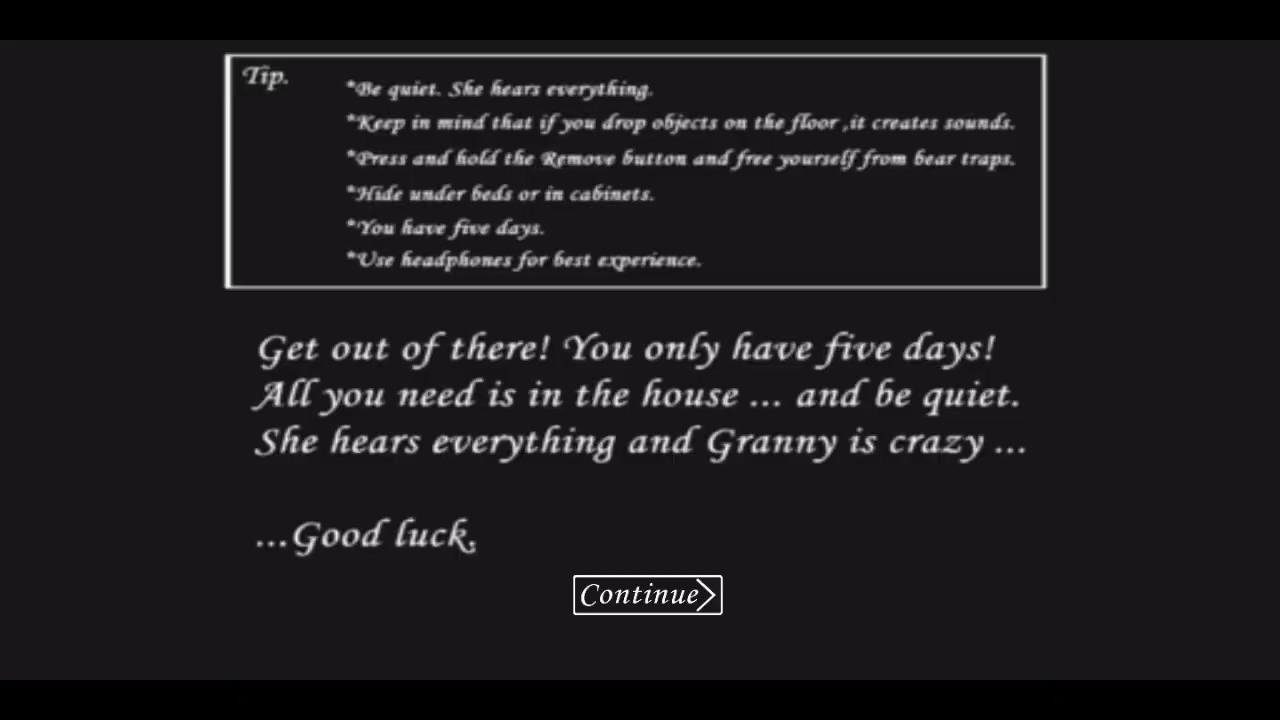 Tip.
*Be quiet. She hears everything.
*Keep in mind that if you drop objects on the floor ,it creates sounds.
*Press and hold the Remove button and free yourself from bear traps.
*Hide under beds or in cabinets.
*You have five days.
*Use headphones for best experience.
Get out of there! You only have five days!
All you need is in the house ... and be quiet.
She hears everything and Granny is crazy ...
...Good luck.
Continue>